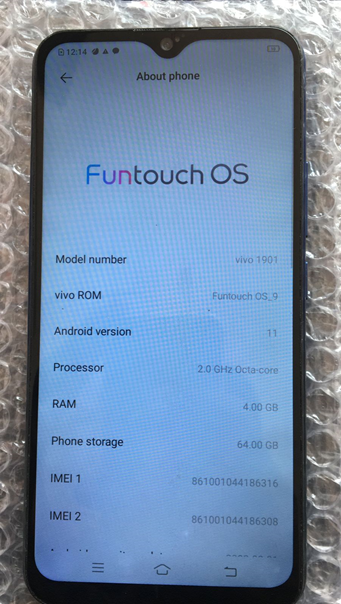 12:14
About phone
Funtouch OS
Model number vivo 1901
vivo ROM Funtouch OS_9
Android version 11
Processor 2.0 GHz Octa-core
RAM 4.00 GB
Phone storage 64.00 GB
IMEI 1 861001044186316
IMEI 2 861001044186308